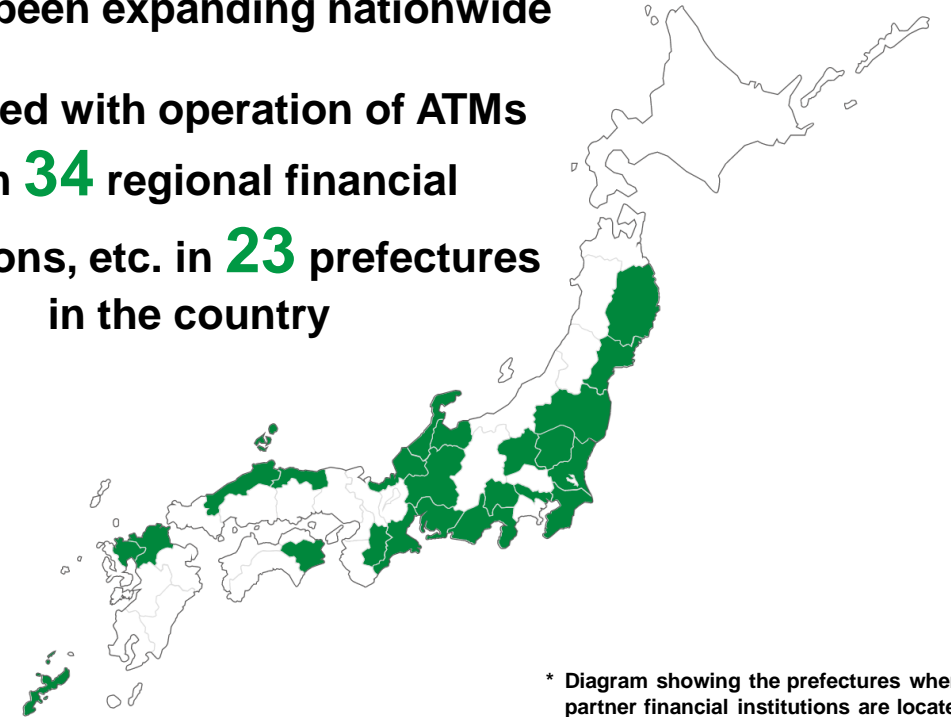 been expanding nationwide
ed with operation of ATMs
34 regional financial
ons, etc. in 23 prefectures
in the country
* Diagram showing the prefectures whe
partner financial institutions are locate